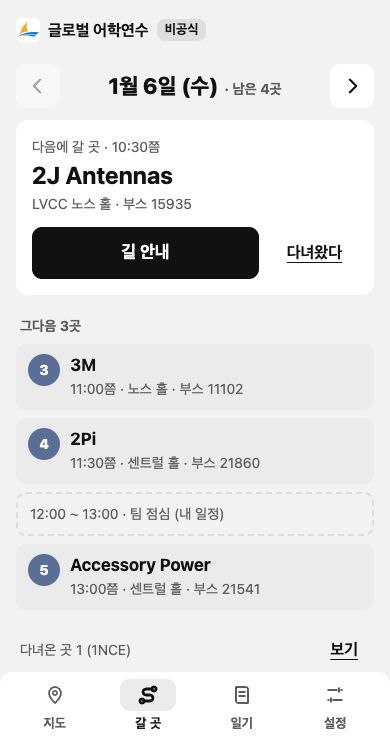 글로벌 어학연수 비공식
1월 6일 (수) · 남은 4곳
다음에 갈 곳 · 10:30쯤
2J Antennas
LVCC 노스 홀 · 부스 15935
길 안내 다녀왔다
그다음 3곳
3 3M
11:00쯤 · 노스 홀 · 부스 11102
4 2Pi
11:30쯤 · 센트럴 홀 · 부스 21860
12:00 ~ 13:00 · 팀 점심 (내 일정)
5 Accessory Power
13:00쯤 · 센트럴 홀 · 부스 21541
다녀온 곳 1 (1NCE) 보기
지도 갈 곳 일기 설정